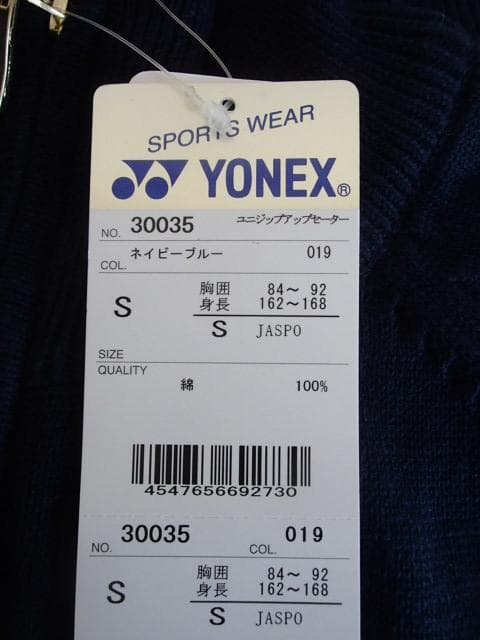 SPORTS WEAR
YONEX®
NO. 30035 ユニジップアップセーター
COL. ネイビーブルー 019
S 胸囲 84～ 92
身長 162～168
S JASPO
SIZE
QUALITY
綿 100%
4547656692730
NO. 30035 COL. 019
S 胸囲 84～ 92
身長 162～168
S JASPO